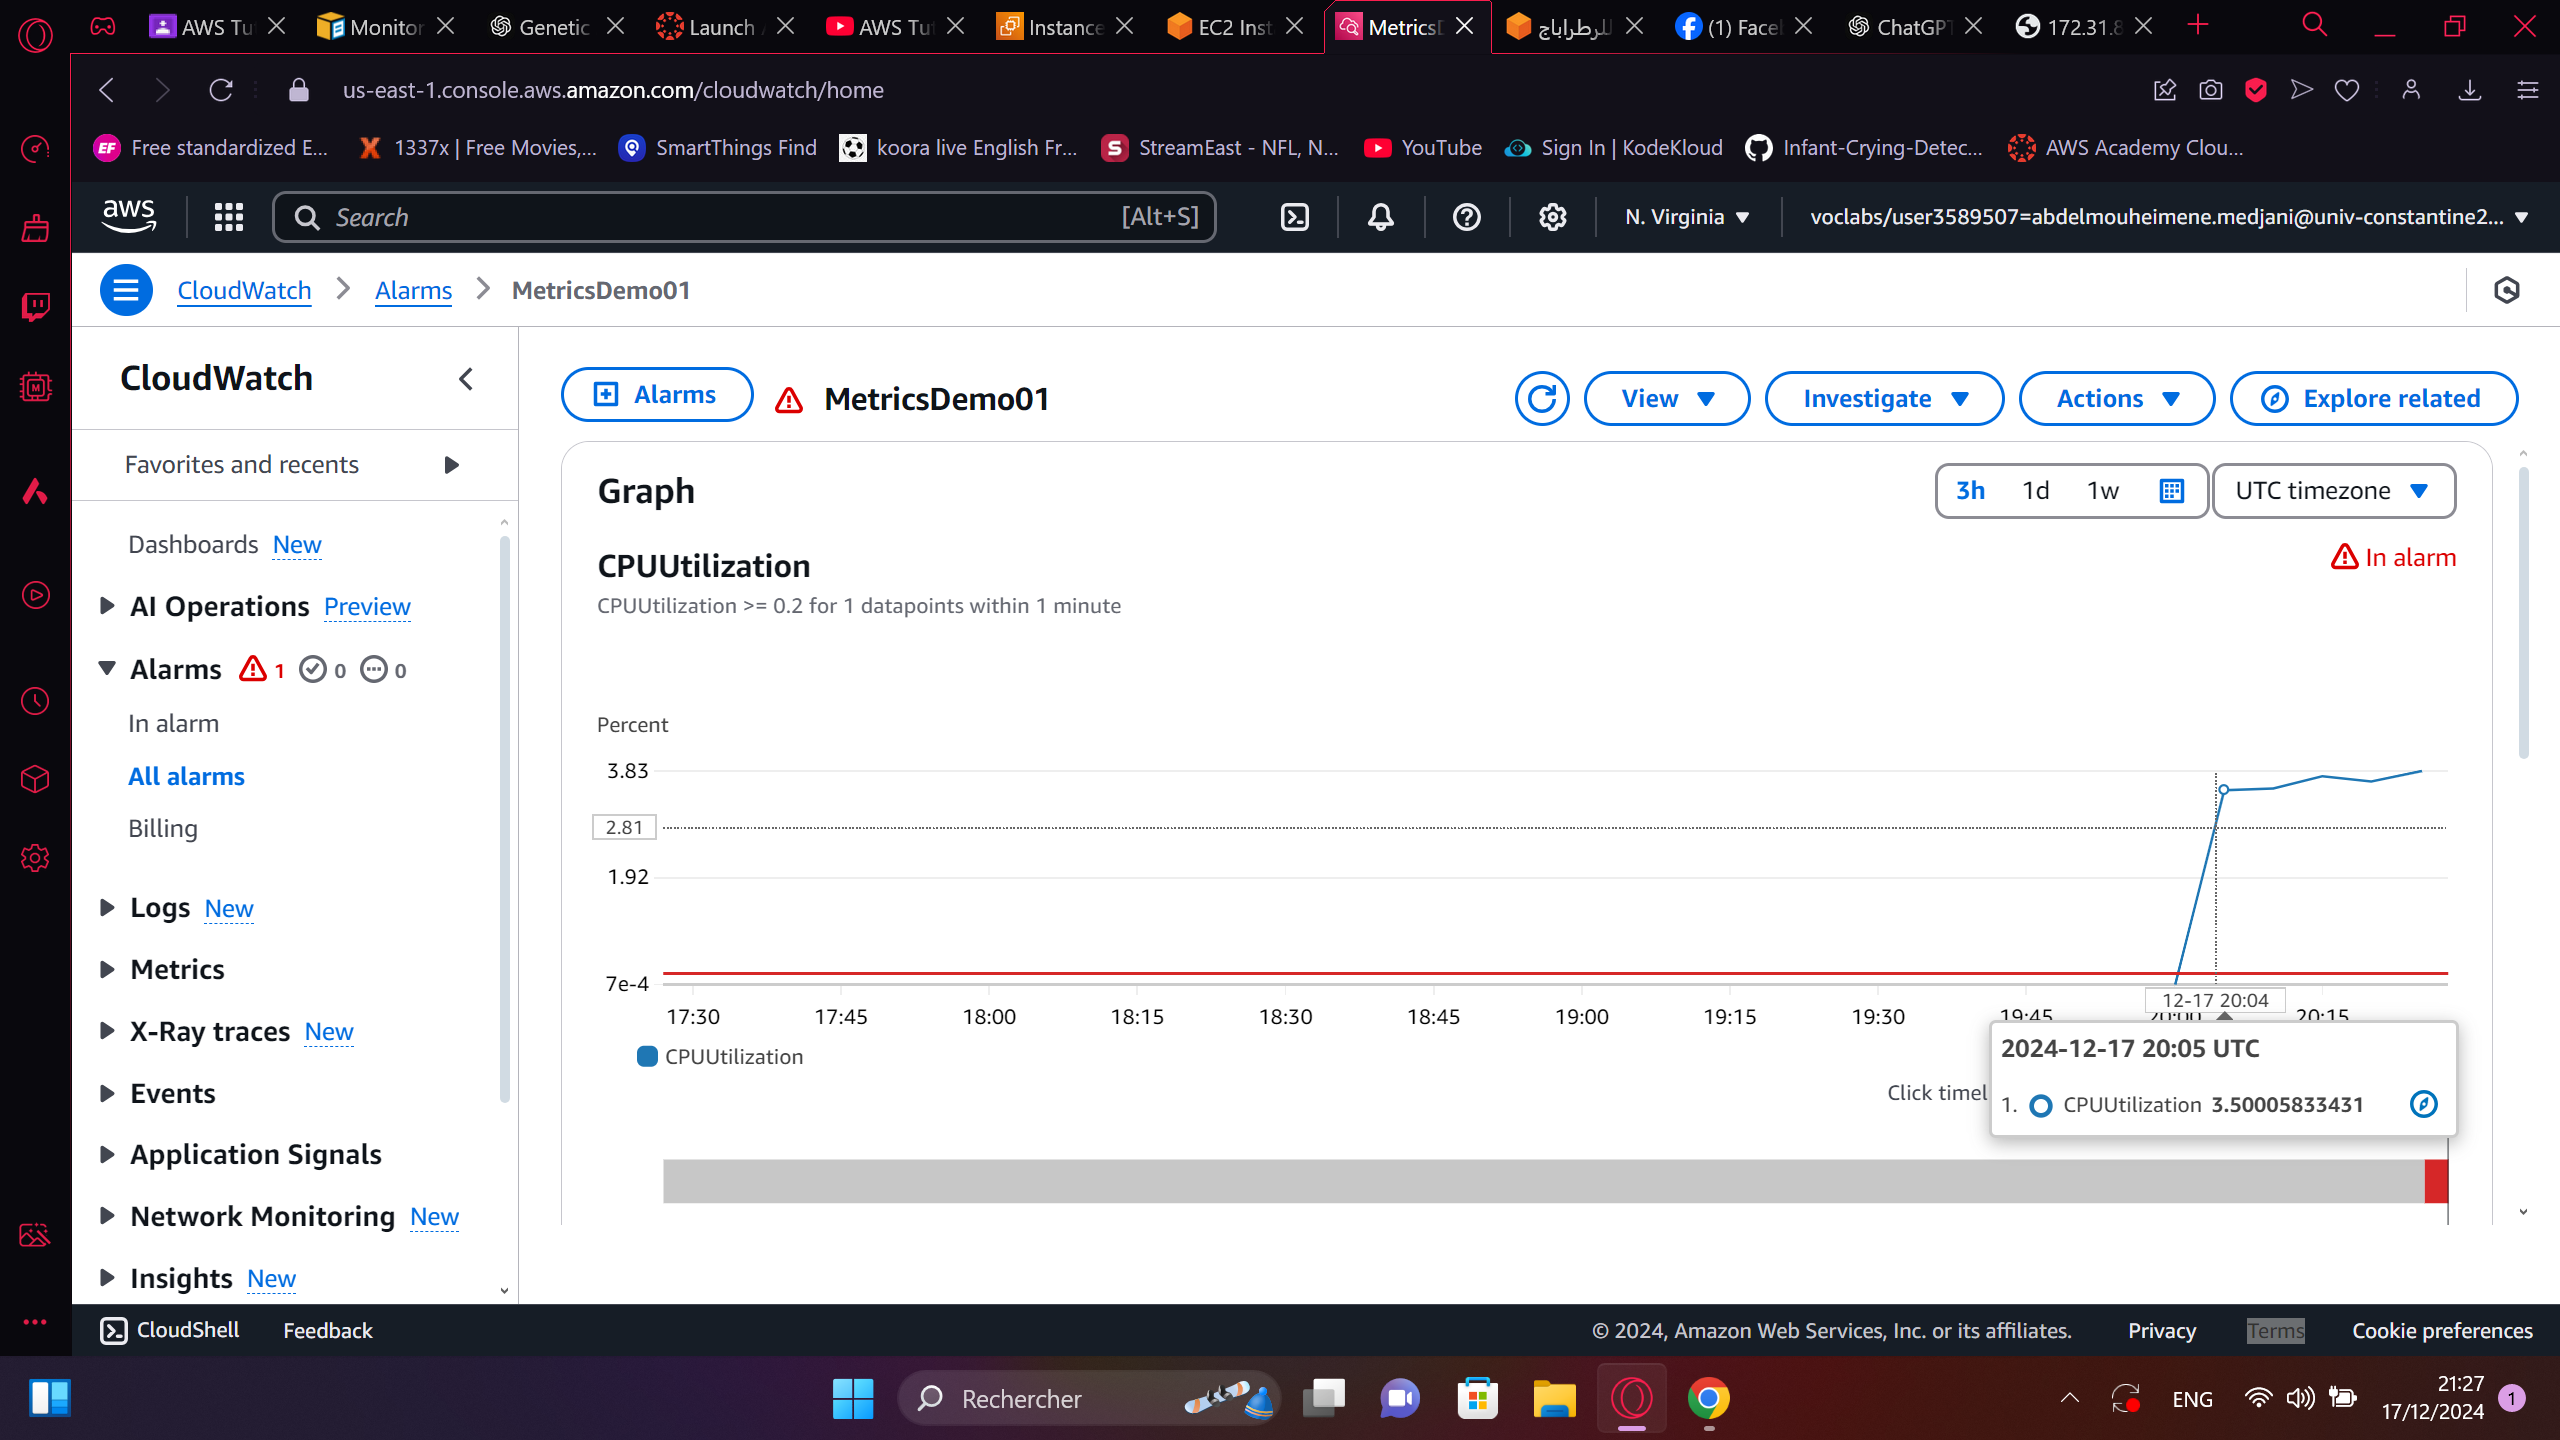 AWS Tu
Monitor
Genetic
Launch
AWS Tu
Instance
EC2 Inst
MetricsD
للرطراباج
(1) Face
ChatGPT
172.31.8
us-east-1.console.aws.amazon.com/cloudwatch/home
EF Free standardized E...
1337x | Free Movies,...
SmartThings Find
koora live English Fr...
StreamEast - NFL, N...
YouTube
Sign In | KodeKloud
Infant-Crying-Detec...
AWS Academy Clou...
aws
Search
[Alt+S]
N. Virginia
voclabs/user3589507=abdelmouheimene.medjani@univ-constantine2...
CloudWatch
Alarms
MetricsDemo01
CloudWatch
Favorites and recents
Dashboards New
AI Operations Preview
Alarms 1 0 0
In alarm
All alarms
Billing
Logs New
Metrics
X-Ray traces New
Events
Application Signals
Network Monitoring New
Insights New
Alarms
MetricsDemo01
View
Investigate
Actions
Explore related
Graph
3h 1d 1w
UTC timezone
CPUUtilization
In alarm
CPUUtilization >= 0.2 for 1 datapoints within 1 minute
Percent
3.83
2.81
1.92
7e-4
12-17 20:04
17:30 17:45 18:00 18:15 18:30 18:45 19:00 19:15 19:30 19:45 20:00 20:15
CPUUtilization
Click timel
2024-12-17 20:05 UTC
1. CPUUtilization 3.50005833431
CloudShell
Feedback
© 2024, Amazon Web Services, Inc. or its affiliates.
Privacy
Terms
Cookie preferences
Rechercher
ENG
21:27
17/12/2024
1